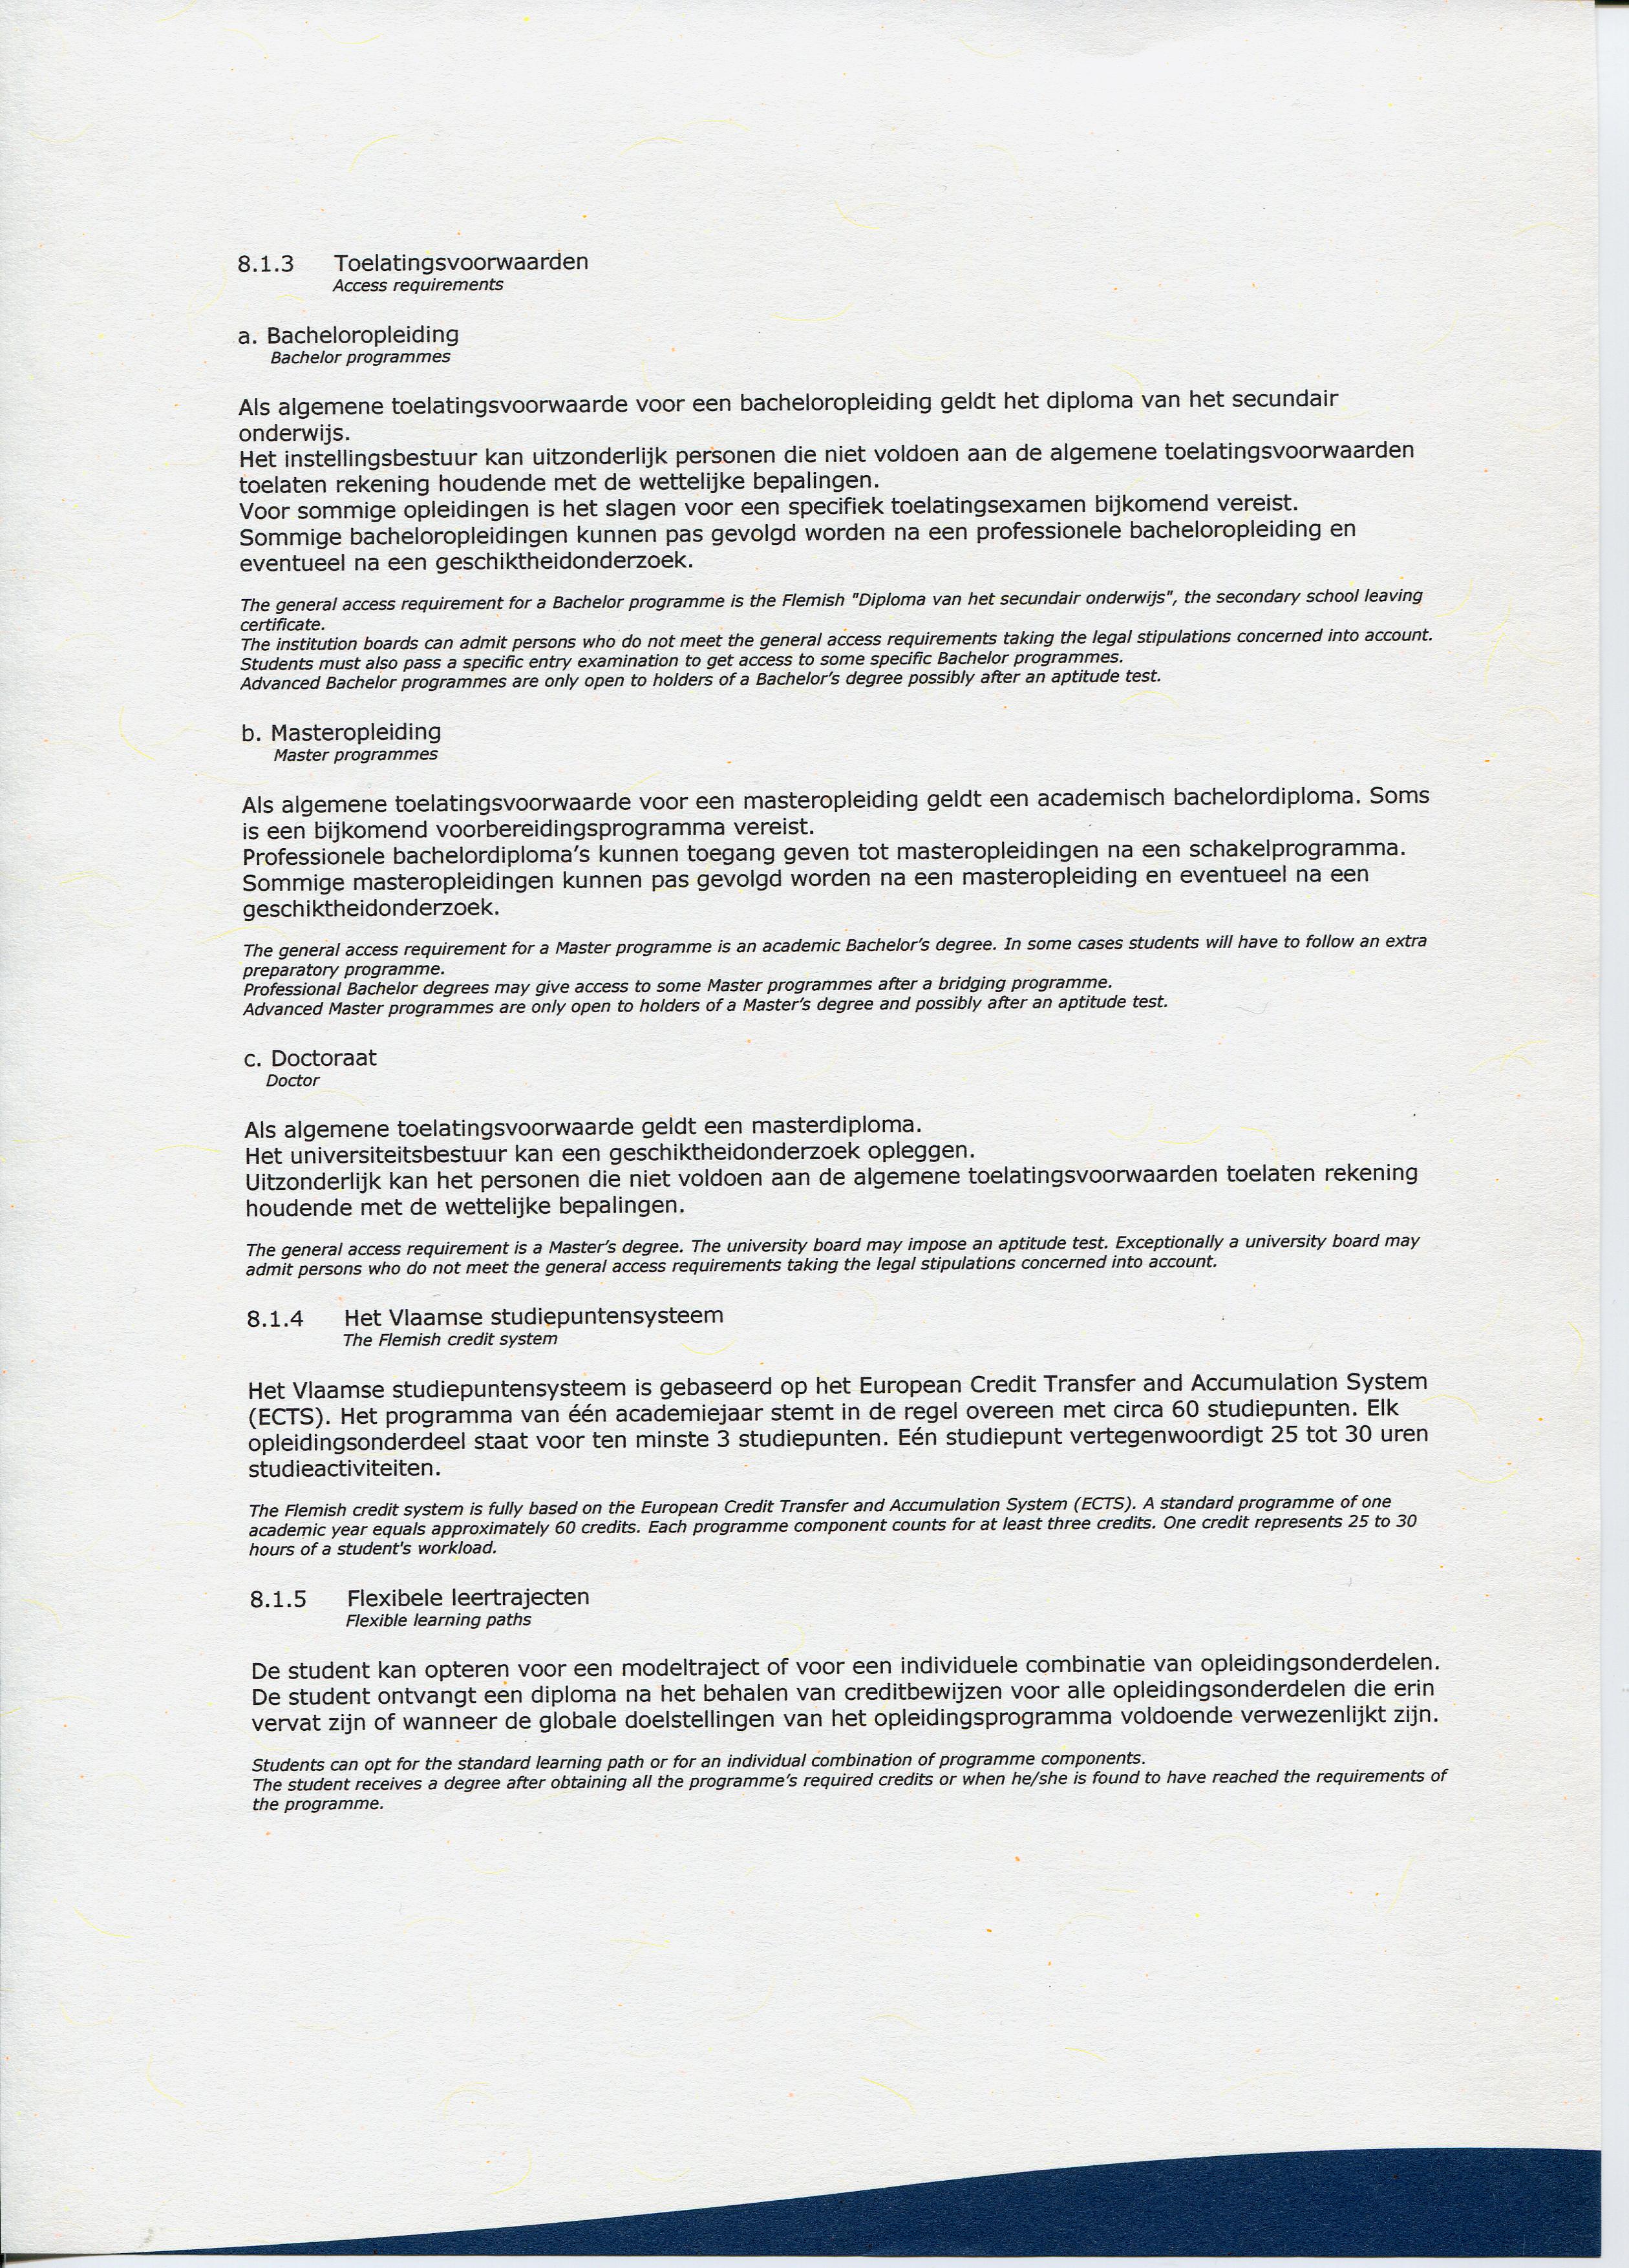 8.1.3 Toelatingsvoorwaarden
Access requirements
a. Bacheloropleiding
Bachelor programmes
Als algemene toelatingsvoorwaarde voor een bacheloropleiding geldt het diploma van het secundair
onderwijs.
Het instellingsbestuur kan uitzonderlijk personen die niet voldoen aan de algemene toelatingsvoorwaarden
toelaten rekening houdende met de wettelijke bepalingen.
Voor sommige opleidingen is het slagen voor een specifiek toelatingsexamen bijkomend vereist.
Sommige bacheloropleidingen kunnen pas gevolgd worden na een professionele bacheloropleiding en
eventueel na een geschiktheidonderzoek.
The general access requirement for a Bachelor programme is the Flemish "Diploma van het secundair onderwijs", the secondary school leaving
certificate.
The institution boards can admit persons who do not meet the general access requirements taking the legal stipulations concerned into account.
Students must also pass a specific entry examination to get access to some specific Bachelor programmes.
Advanced Bachelor programmes are only open to holders of a Bachelor's degree possibly after an aptitude test.
b. Masteropleiding
Master programmes
Als algemene toelatingsvoorwaarde voor een masteropleiding geldt een academisch bachelordiploma. Soms
is een bijkomend voorbereidingsprogramma vereist.
Professionele bachelordiploma's kunnen toegang geven tot masteropleidingen na een schakelprogramma.
Sommige masteropleidingen kunnen pas gevolgd worden na een masteropleiding en eventueel na een
geschiktheidonderzoek.
The general access requirement for a Master programme is an academic Bachelor's degree. In some cases students will have to follow an extra
preparatory programme.
Professional Bachelor degrees may give access to some Master programmes after a bridging programme.
Advanced Master programmes are only open to holders of a Master's degree and possibly after an aptitude test.
c. Doctoraat
Doctor
Als algemene toelatingsvoorwaarde geldt een masterdiploma.
Het universiteitsbestuur kan een geschiktheidonderzoek opleggen.
Uitzonderlijk kan het personen die niet voldoen aan de algemene toelatingsvoorwaarden toelaten rekening
houdende met de wettelijke bepalingen.
The general access requirement is a Master's degree. The university board may impose an aptitude test. Exceptionally a university board may
admit persons who do not meet the general access requirements taking the legal stipulations concerned into account.
8.1.4 Het Vlaamse studiepuntensysteem
The Flemish credit system
Het Vlaamse studiepuntensysteem is gebaseerd op het European Credit Transfer and Accumulation System
(ECTS). Het programma van één academiejaar stemt in de regel overeen met circa 60 studiepunten. Elk
opleidingsonderdeel staat voor ten minste 3 studiepunten. Eén studiepunt vertegenwoordigt 25 tot 30 uren
studieactiviteiten.
The Flemish credit system is fully based on the European Credit Transfer and Accumulation System (ECTS). A standard programme of one
academic year equals approximately 60 credits. Each programme component counts for at least three credits. One credit represents 25 to 30
hours of a student's workload.
8.1.5 Flexibele leertrajecten
Flexible learning paths
De student kan opteren voor een modeltraject of voor een individuele combinatie van opleidingsonderdelen.
De student ontvangt een diploma na het behalen van creditbewijzen voor alle opleidingsonderdelen die erin
vervat zijn of wanneer de globale doelstellingen van het opleidingsprogramma voldoende verwezenlijkt zijn.
Students can opt for the standard learning path or for an individual combination of programme components.
The student receives a degree after obtaining all the programme's required credits or when he/she is found to have reached the requirements of
the programme.